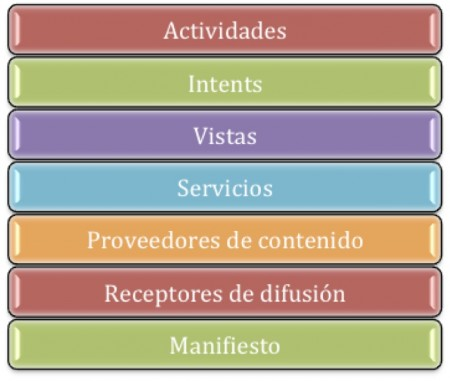 Actividades
Intents
Vistas
Servicios
Proveedores de contenido
Receptores de difusión
Manifiesto